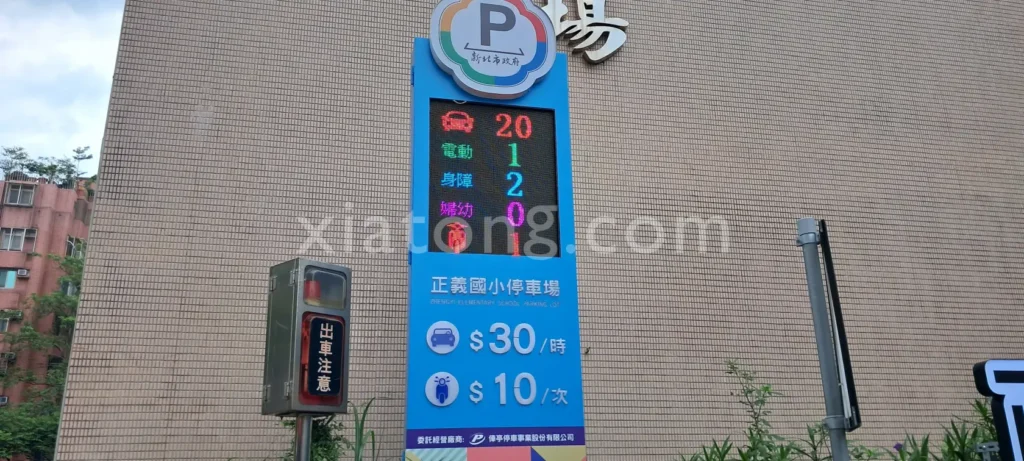 場
P
新北市政府
20
電動 1
身障 2
婦幼 0
1
xiatong.com
正義國小停車場
$30/時
出車注意
$10/次
委託經營廠商: P 偉亭停車事業股份有限公司